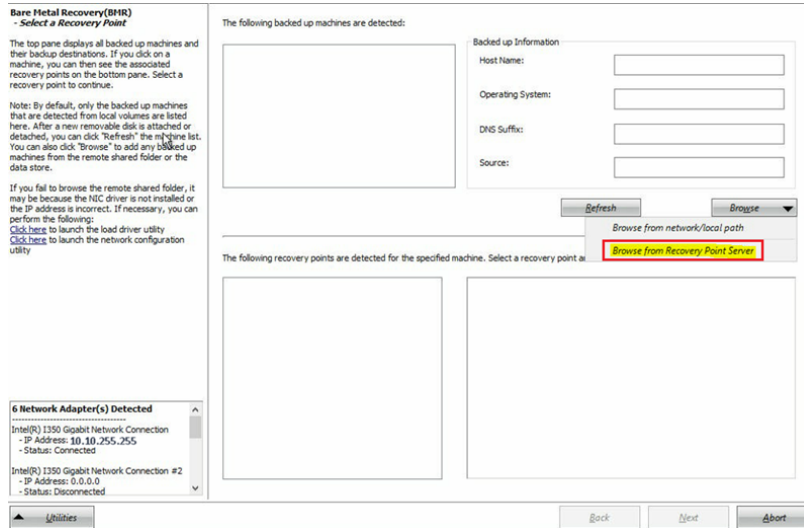 Bare Metal Recovery(BMR)
- Select a Recovery Point
The top pane displays all backed up machines and
their backup destinations. If you click on a
machine, you can then see the associated
recovery points on the bottom pane. Select a
recovery point to continue.
Note: By default, only the backed up machines
that are detected from local volumes are listed
here. After a new removable disk is attached or
detached, you can click "Refresh" the machine list.
You can also click "Browse" to add any backed up
machines from the remote shared folder or the
data store.
If you fail to browse the remote shared folder, it
may be because the NIC driver is not installed or
the IP address is incorrect. If necessary, you can
perform the following:
Click here to launch the load driver utility
Click here to launch the network configuration
utility
6 Network Adapter(s) Detected
Intel(R) I350 Gigabit Network Connection
- IP Address: 10.10.255.255
- Status: Connected
Intel(R) I350 Gigabit Network Connection #2
- IP Address: 0.0.0.0
- Status: Disconnected
The following backed up machines are detected:
Backed up Information
Host Name:
Operating System:
DNS Suffix:
Source:
Refresh
Browse
Browse from network/local path
Browse from Recovery Point Server
The following recovery points are detected for the specified machine. Select a recovery point
Utilities
Back
Next
Abort